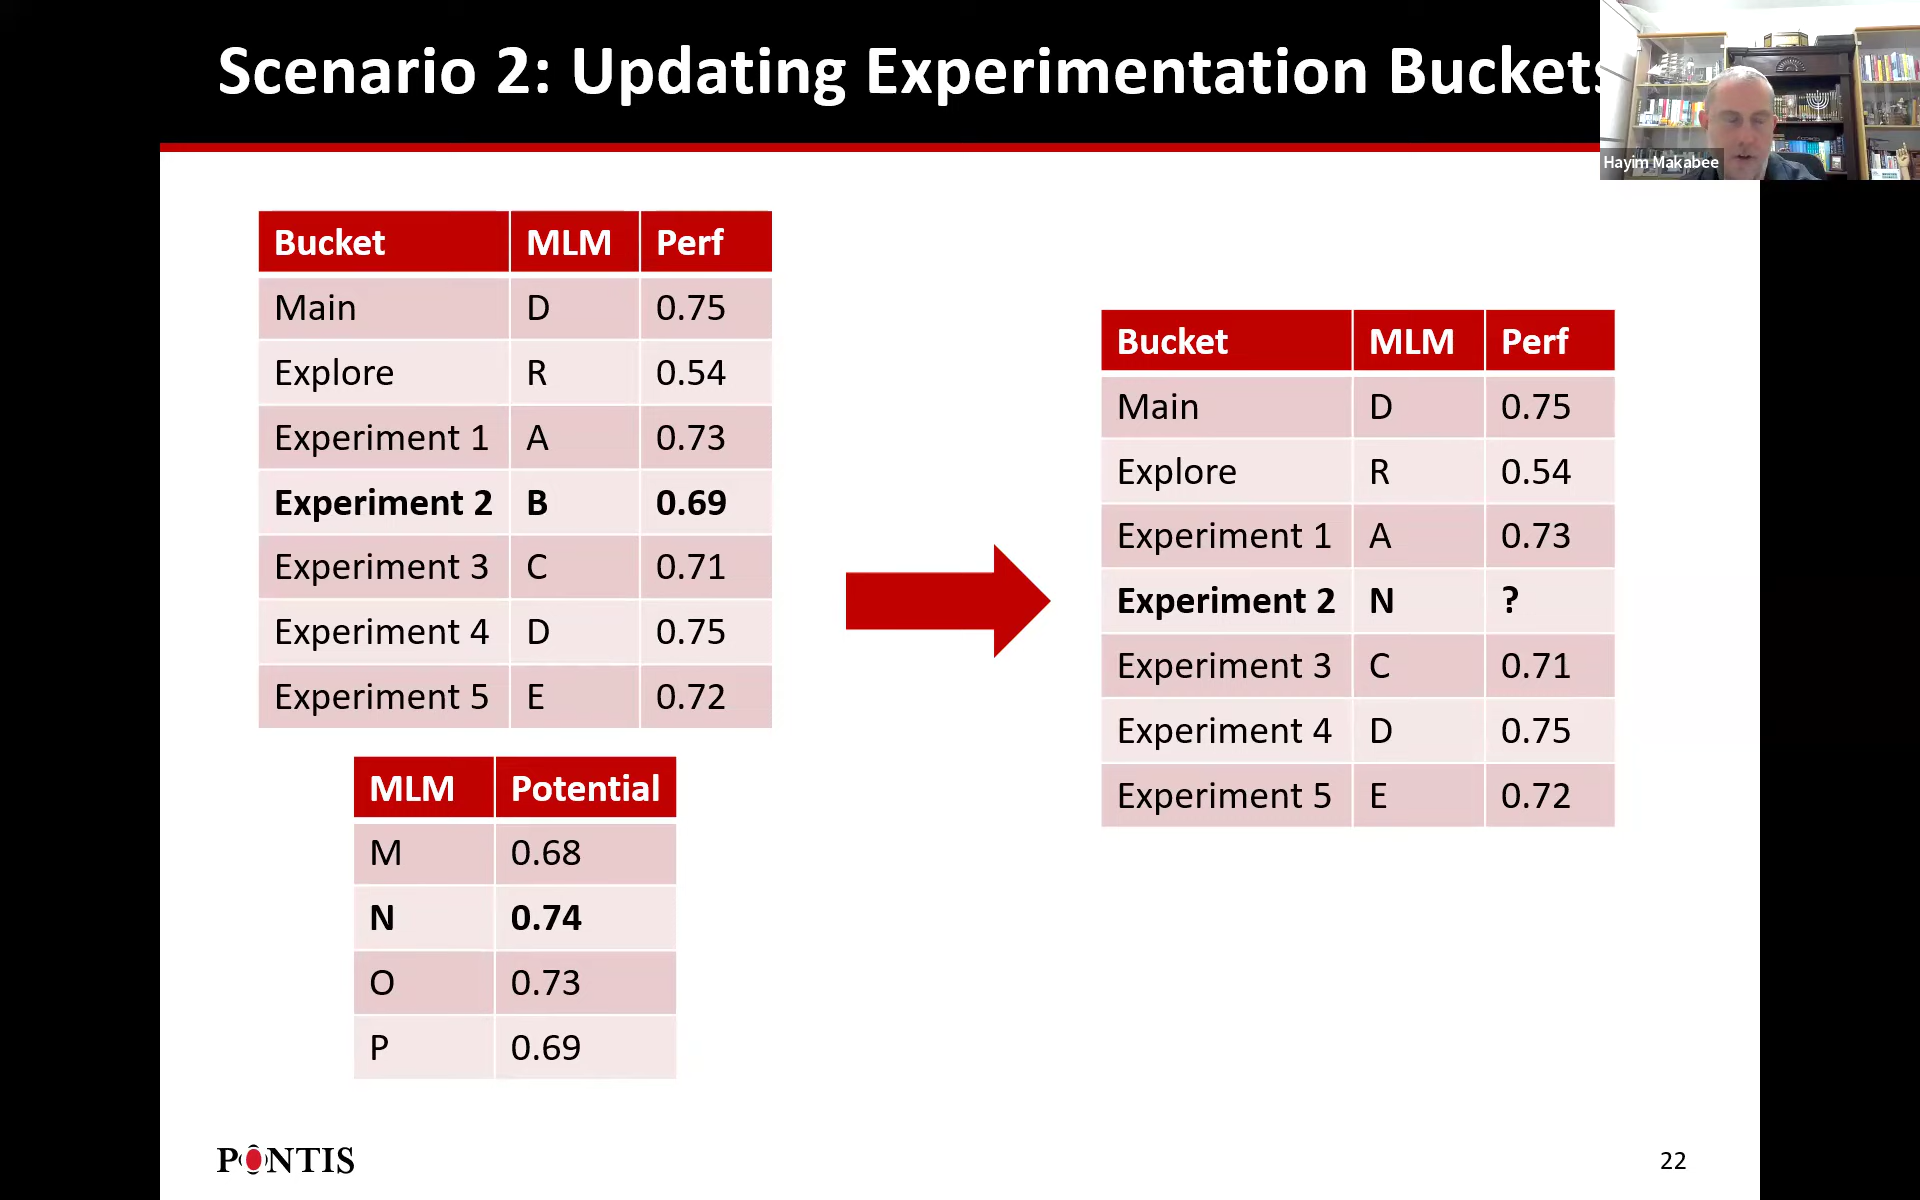 Scenario 2: Updating Experimentation Buckets
Hayim Makabee
Bucket MLM Perf
Main D 0.75
Explore R 0.54
Experiment 1 A 0.73
Experiment 2 B 0.69
Experiment 3 C 0.71
Experiment 4 D 0.75
Experiment 5 E 0.72
MLM Potential
M 0.68
N 0.74
O 0.73
P 0.69
Bucket MLM Perf
Main D 0.75
Explore R 0.54
Experiment 1 A 0.73
Experiment 2 N ?
Experiment 3 C 0.71
Experiment 4 D 0.75
Experiment 5 E 0.72
PONTIS
22